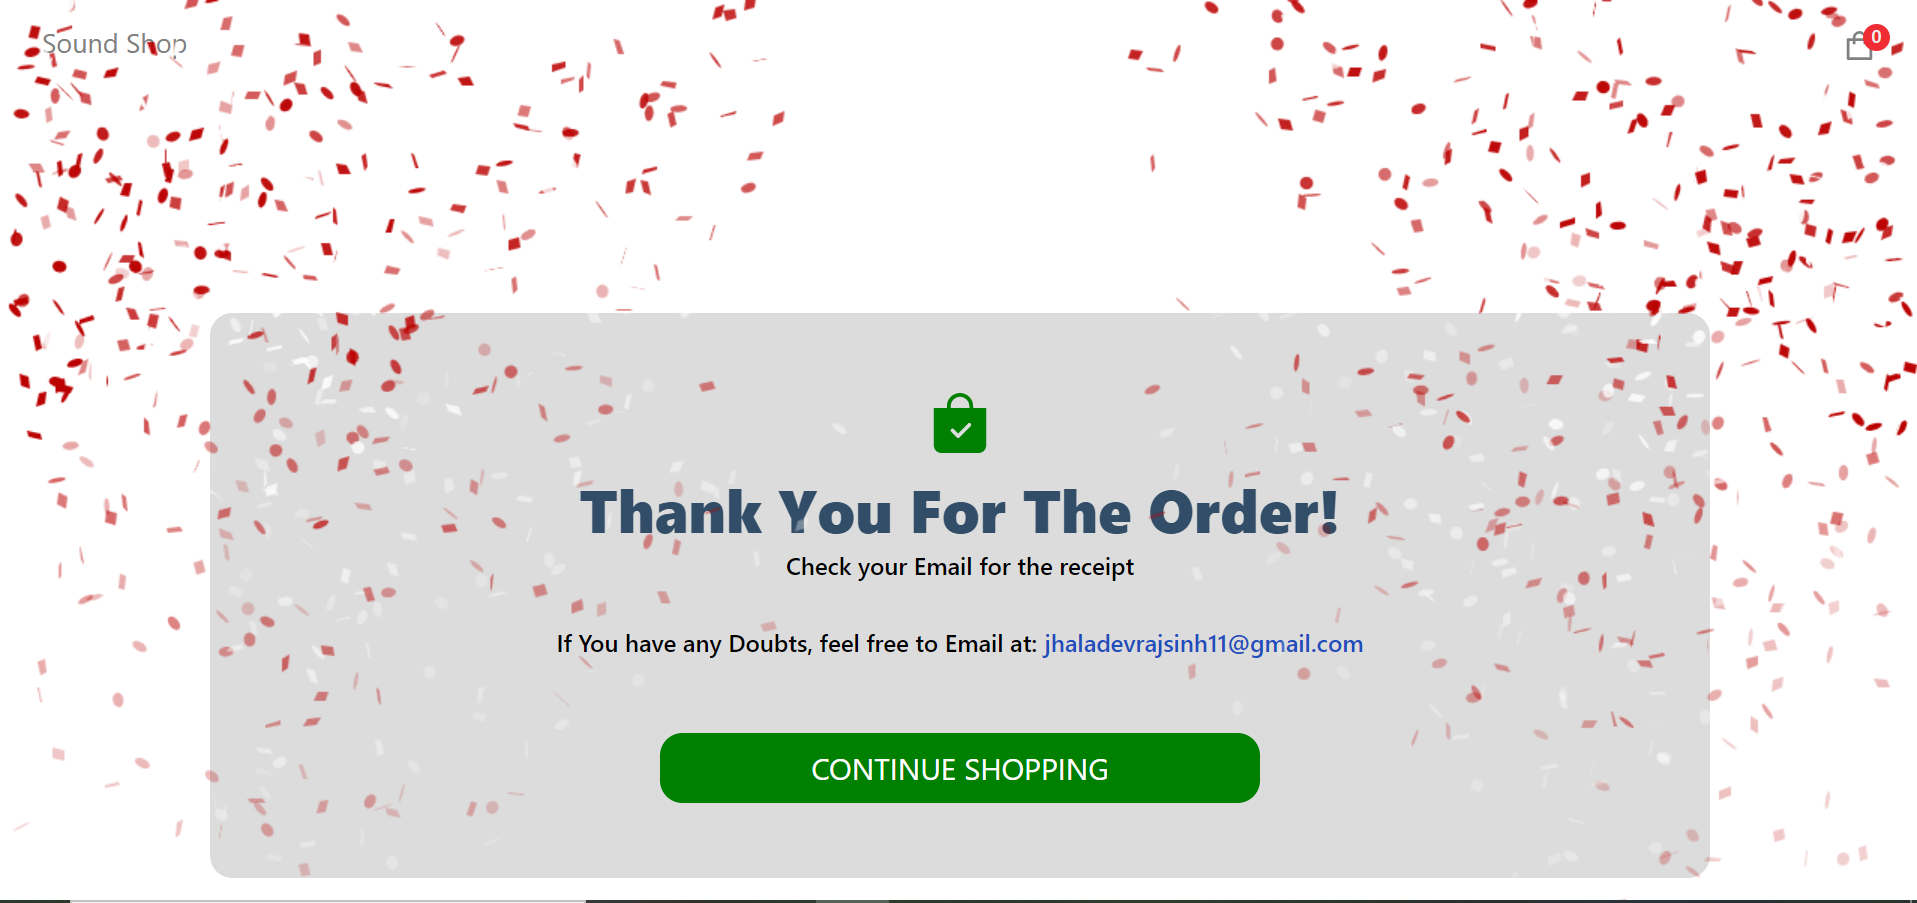 Sound Shop
0
Thank You For The Order!
Check your Email for the receipt
If You have any Doubts, feel free to Email at: jhaladevrajsinh11@gmail.com
CONTINUE SHOPPING